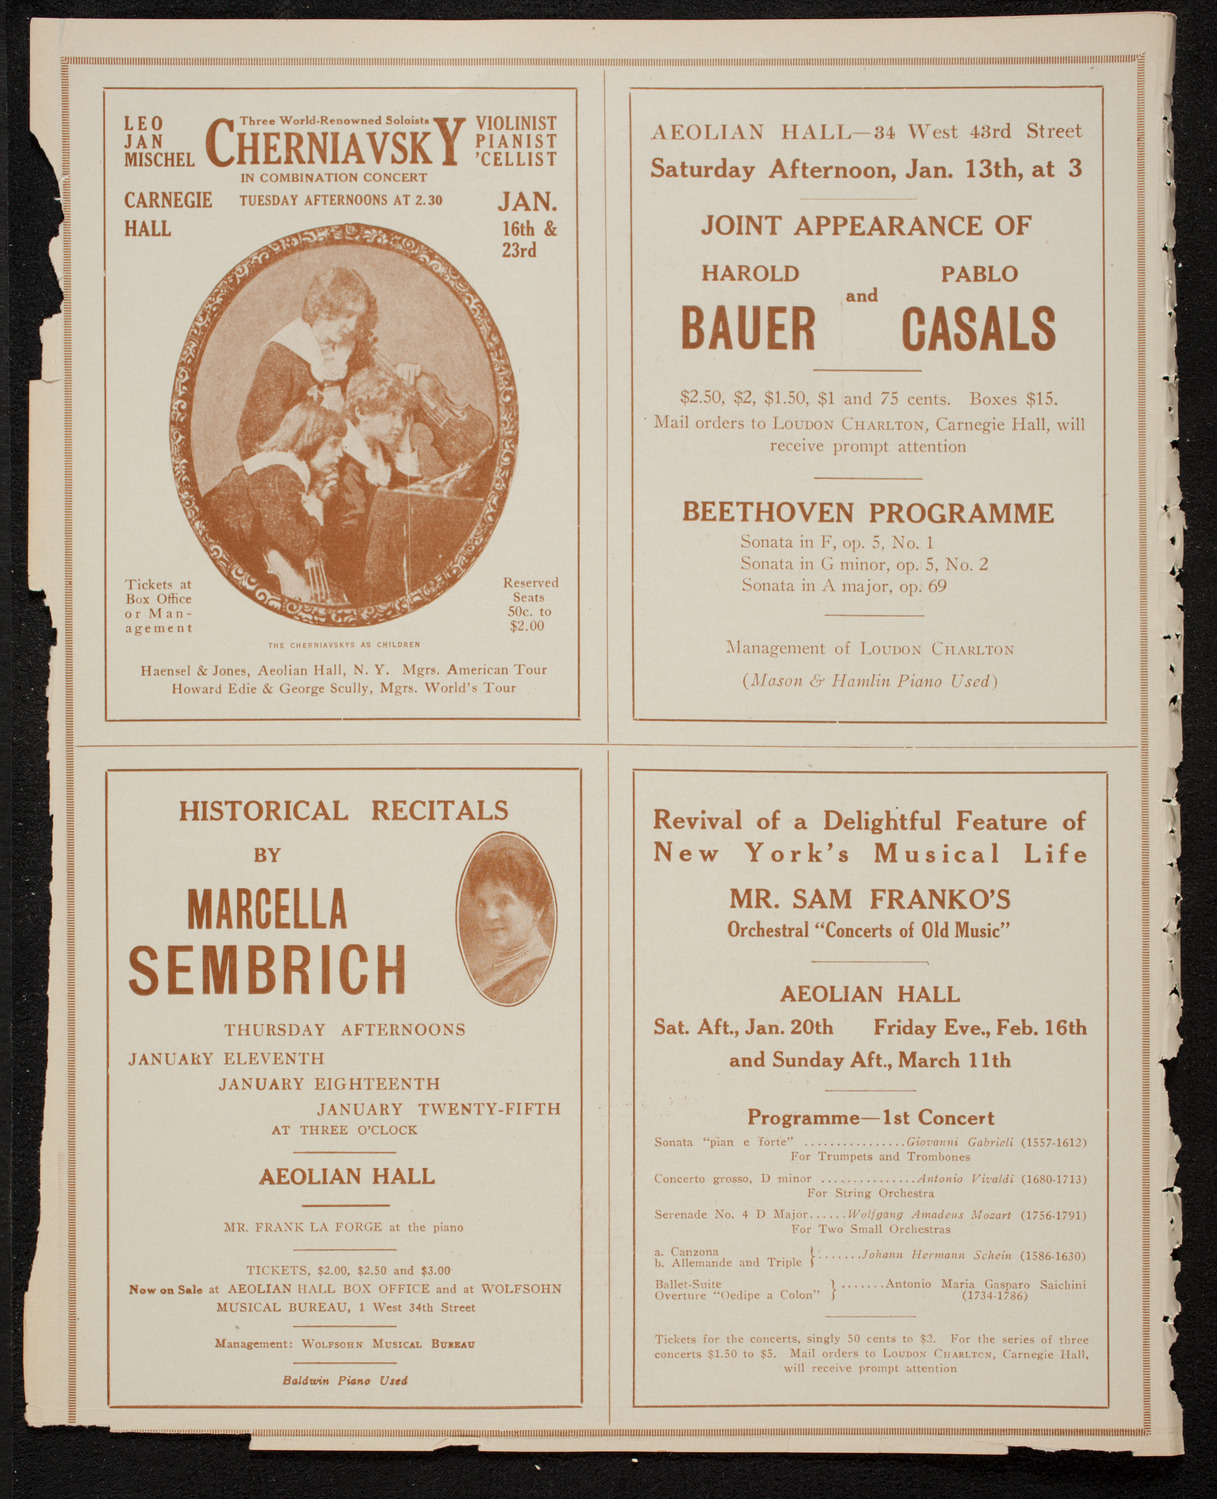 LEO
JAN
MISCHEL
Three World-Renowned Soloists
CHERNIAVSKY
IN COMBINATION CONCERT
VIOLINIST
PIANIST
'CELLIST
CARNEGIE
HALL
TUESDAY AFTERNOONS AT 2.30
JAN.
16th &
23rd
Tickets at
Box Office
or Man-
agement
Reserved
Seats
50c. to
$2.00
THE CHERNIAVSKYS AS CHILDREN
Haensel & Jones, Aeolian Hall, N. Y. Mgrs. American Tour
Howard Edie & George Scully, Mgrs. World's Tour
AEOLIAN HALL—34 West 43rd Street
Saturday Afternoon, Jan. 13th, at 3
JOINT APPEARANCE OF
HAROLD PABLO
and
BAUER CASALS
$2.50, $2, $1.50, $1 and 75 cents. Boxes $15.
Mail orders to LOUDON CHARLTON, Carnegie Hall, will
receive prompt attention
BEETHOVEN PROGRAMME
Sonata in F, op. 5, No. 1
Sonata in G minor, op. 5, No. 2
Sonata in A major, op. 69
Management of LOUDON CHARLTON
(Mason & Hamlin Piano Used)
HISTORICAL RECITALS
BY
MARCELLA
SEMBRICH
THURSDAY AFTERNOONS
JANUARY ELEVENTH
JANUARY EIGHTEENTH
JANUARY TWENTY-FIFTH
AT THREE O'CLOCK
AEOLIAN HALL
MR. FRANK LA FORGE at the piano
TICKETS, $2.00, $2.50 and $3.00
Now on Sale at AEOLIAN HALL BOX OFFICE and at WOLFSOHN
MUSICAL BUREAU, 1 West 34th Street
Management: WOLFSOHN MUSICAL BUREAU
Baldwin Piano Used
Revival of a Delightful Feature of
New York's Musical Life
MR. SAM FRANKO'S
Orchestral "Concerts of Old Music"
AEOLIAN HALL
Sat. Aft., Jan. 20th Friday Eve., Feb. 16th
and Sunday Aft., March 11th
Programme—1st Concert
Sonata "pian e forte" ................Giovanni Gabrieli (1557-1612)
For Trumpets and Trombones
Concerto grosso, D minor ...............Antonio Vivaldi (1680-1713)
For String Orchestra
Serenade No. 4 D Major......Wolfgang Amadeus Mozart (1756-1791)
For Two Small Orchestras
a. Canzona
b. Allemande and Triple } .......Johann Hermann Schein (1586-1630)
Ballet-Suite
Overture "Oedipe a Colon" } .......Antonio Maria Gasparo Saichini
(1734-1786)
Tickets for the concerts, singly 50 cents to $2. For the series of three
concerts $1.50 to $5. Mail orders to LOUDON CHARLTON, Carnegie Hall,
will receive prompt attention